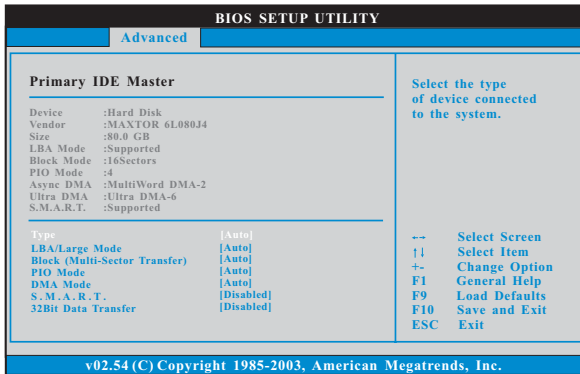 BIOS SETUP UTILITY
Advanced
Primary IDE Master
Device :Hard Disk
Vendor :MAXTOR 6L080J4
Size :80.0 GB
LBA Mode :Supported
Block Mode :16Sectors
PIO Mode :4
Async DMA :MultiWord DMA-2
Ultra DMA :Ultra DMA-6
S.M.A.R.T. :Supported
Type [Auto]
LBA/Large Mode [Auto]
Block (Multi-Sector Transfer) [Auto]
PIO Mode [Auto]
DMA Mode [Auto]
S.M.A.R.T. [Disabled]
32Bit Data Transfer [Disabled]
Select the type
of device connected
to the system.
←→ Select Screen
↑↓ Select Item
+- Change Option
F1 General Help
F9 Load Defaults
F10 Save and Exit
ESC Exit
v02.54 (C) Copyright 1985-2003, American Megatrends, Inc.